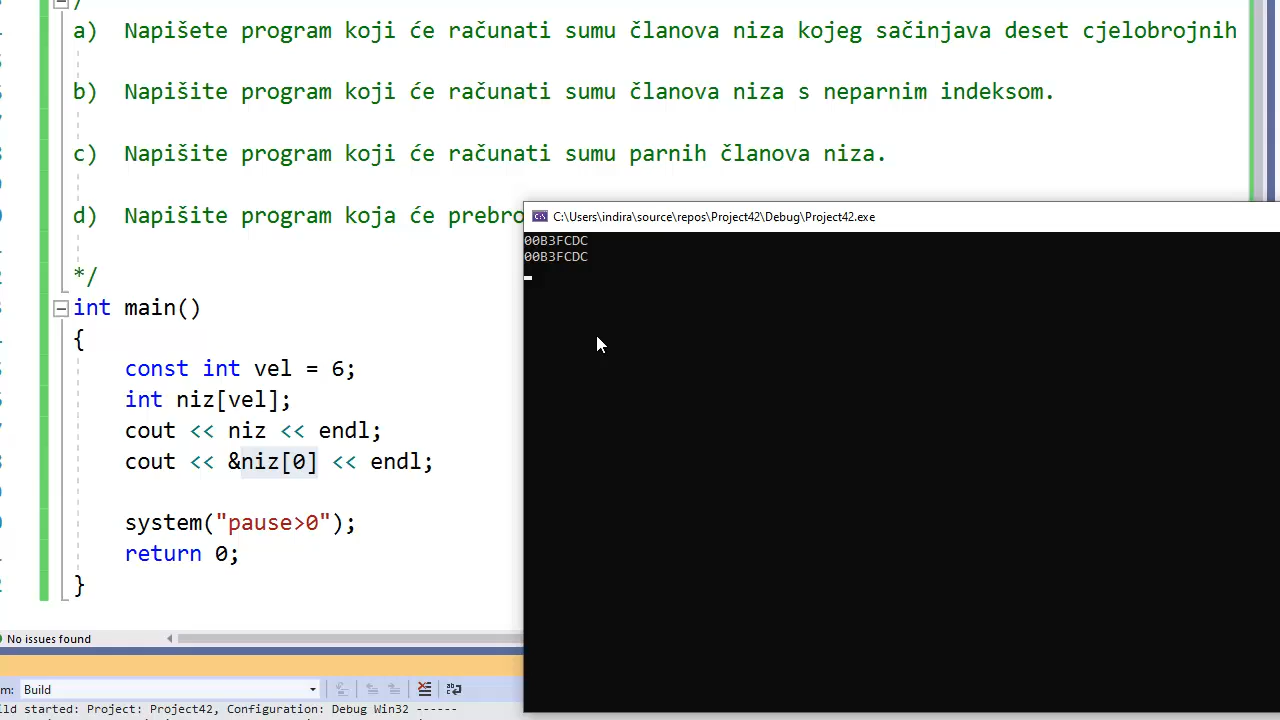 /
a)  Napišete program koji će računati sumu članova niza kojeg sačinjava deset cjelobrojnih
b)  Napišite program koji će računati sumu članova niza s neparnim indeksom.
c)  Napišite program koji će računati sumu parnih članova niza.
d)  Napišite program koja će prebro
*/
int main()
{
const int vel = 6;
int niz[vel];
cout << niz << endl;
cout << &niz[0] << endl;
system("pause>0");
return 0;
}
C:\Users\indira\source\repos\Project42\Debug\Project42.exe
00B3FCDC
00B3FCDC
No issues found
m: Build
ld started: Project: Project42, Configuration: Debug Win32 ------